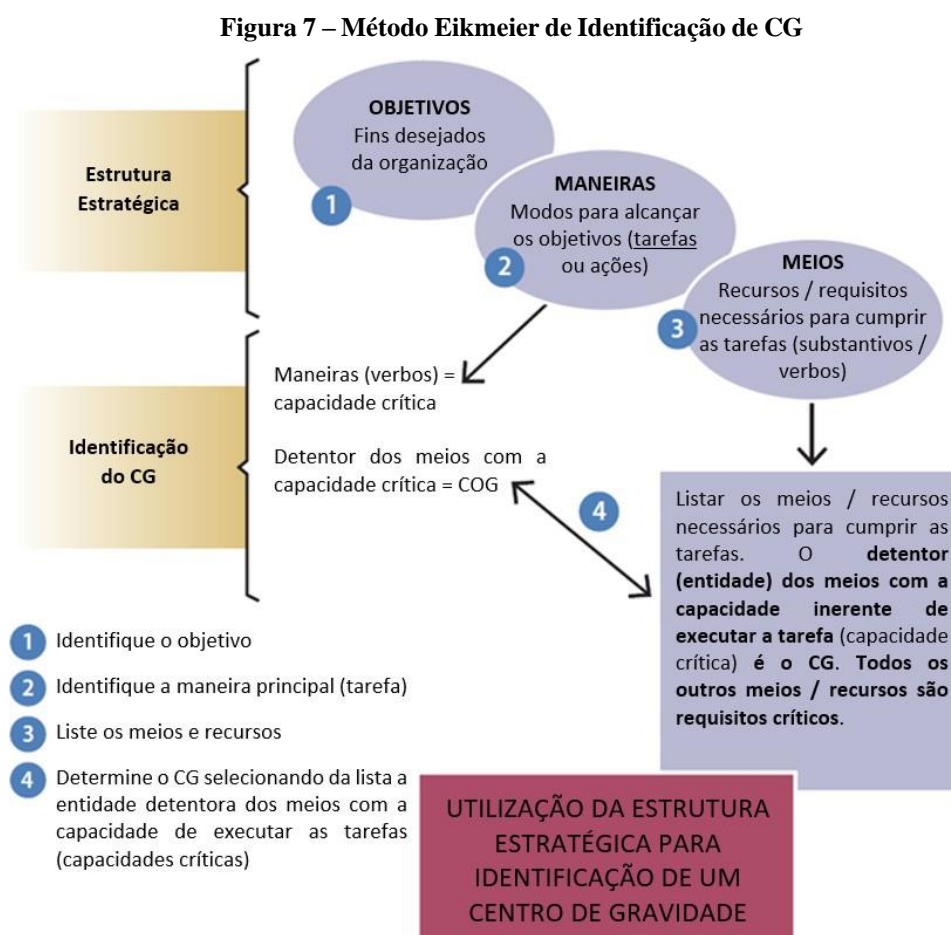 Figura 7 – Método Eikmeier de Identificação de CG
Estrutura
Estratégica
OBJETIVOS
Fins desejados
da organização
1
MANEIRAS
Modos para alcançar
os objetivos (tarefas
ou ações)
2
MEIOS
Recursos / requisitos
necessários para cumprir
as tarefas (substantivos /
verbos)
3
Identificação
do CG
Maneiras (verbos) =
capacidade crítica
Detentor dos meios com a
capacidade crítica = COG
4
Listar os meios / recursos
necessários para cumprir as
tarefas. O detentor
(entidade) dos meios com a
capacidade inerente de
executar a tarefa (capacidade
crítica) é o CG. Todos os
outros meios / recursos são
requisitos críticos.
1 Identifique o objetivo
2 Identifique a maneira principal (tarefa)
3 Liste os meios e recursos
4 Determine o CG selecionando da lista a
entidade detentora dos meios com a
capacidade de executar as tarefas
(capacidades críticas)
UTILIZAÇÃO DA ESTRUTURA
ESTRATÉGICA PARA
IDENTIFICAÇÃO DE UM
CENTRO DE GRAVIDADE